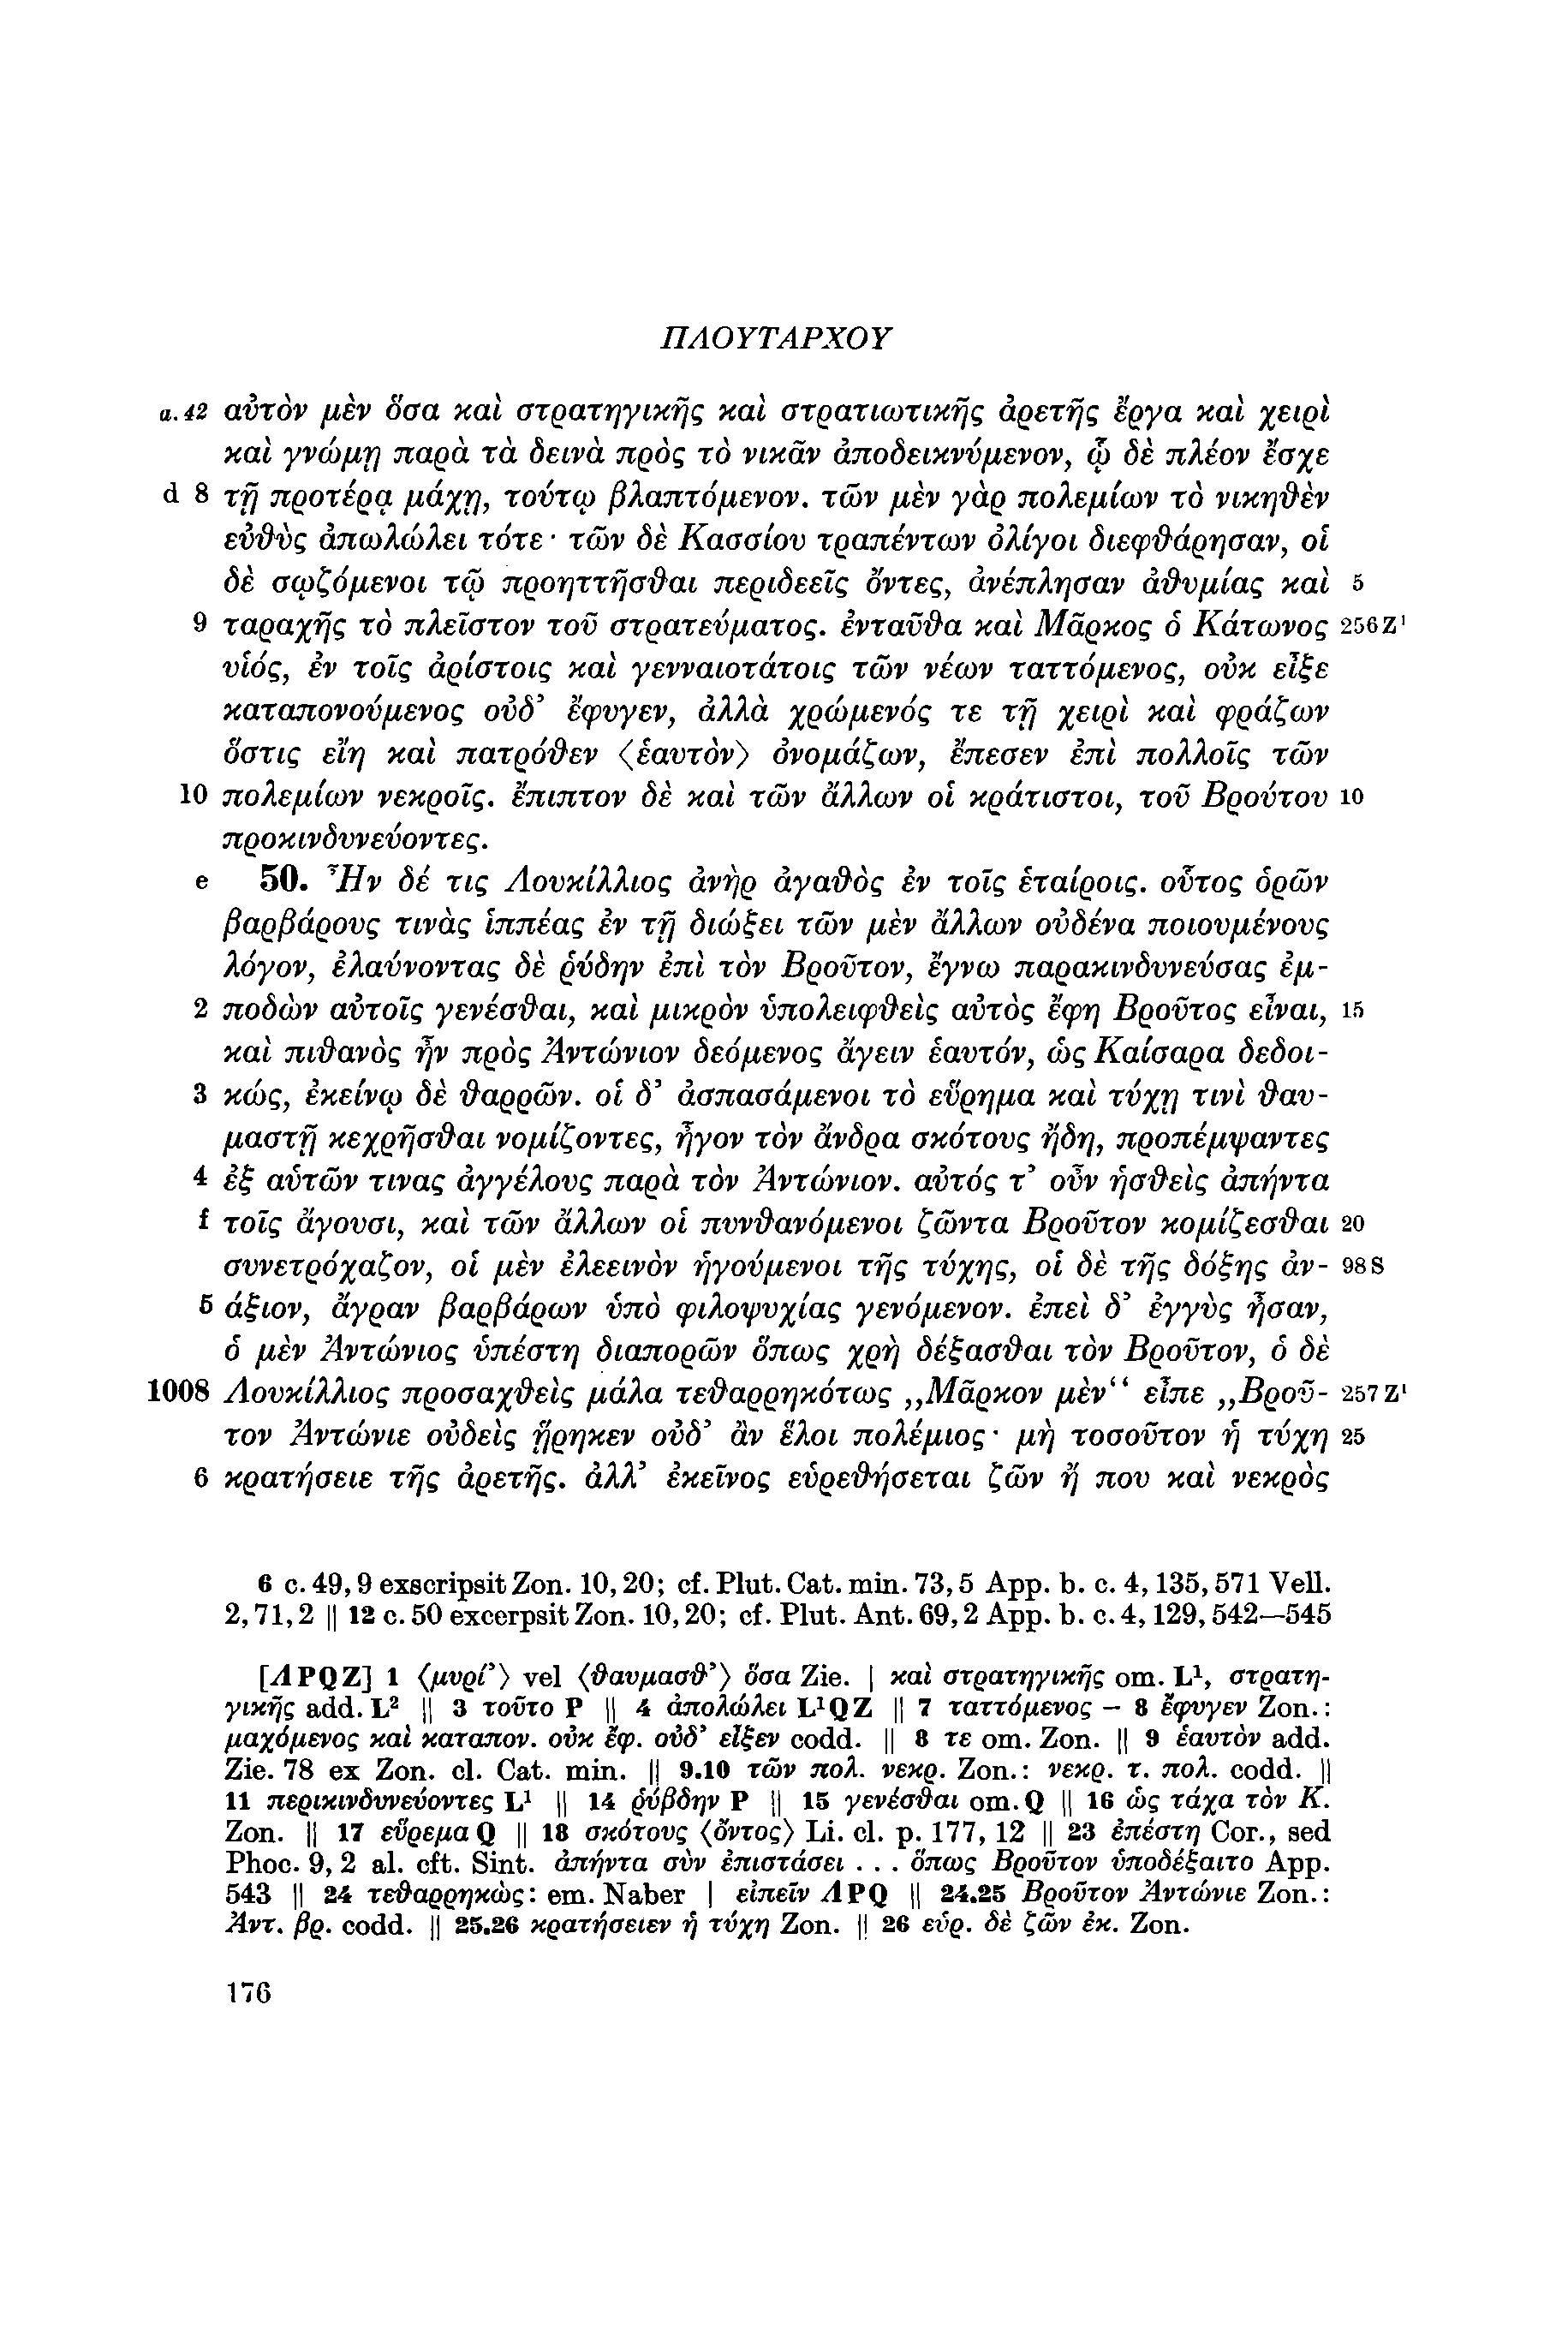 ΠΛΟΥΤΑΡΧΟΥ
a.42 αὐτὸν μὲν ὅσα καὶ στρατηγικῆς καὶ στρατιωτικῆς ἀρετῆς ἔργα καὶ χειρὶ
καὶ γνώμῃ παρὰ τὰ δεινὰ πρὸς τὸ νικᾶν ἀποδεικνύμενον, ᾧ δὲ πλέον ἔσχε
d 8 τῇ προτέρᾳ μάχῃ, τούτῳ βλαπτόμενον. τῶν μὲν γὰρ πολεμίων τὸ νικηθὲν
εὐθὺς ἀπωλώλει τότε· τῶν δὲ Κασσίου τραπέντων ὀλίγοι διεφθάρησαν, οἱ
δὲ σῳζόμενοι τῷ προηττῆσθαι περιδεεῖς ὄντες, ἀνέπλησαν ἀθυμίας καὶ 5
9 ταραχῆς τὸ πλεῖστον τοῦ στρατεύματος. ἐνταῦθα καὶ Μᾶρκος ὁ Κάτωνος 256Z¹
υἱός, ἐν τοῖς ἀρίστοις καὶ γενναιοτάτοις τῶν νέων ταττόμενος, οὐκ εἶξε
καταπονούμενος οὐδ’ ἔφυγεν, ἀλλὰ χρώμενός τε τῇ χειρὶ καὶ φράζων
ὅστις εἴη καὶ πατρόθεν ⟨ἑαυτὸν⟩ ὀνομάζων, ἔπεσεν ἐπὶ πολλοῖς τῶν
10 πολεμίων νεκροῖς. ἔπιπτον δὲ καὶ τῶν ἄλλων οἱ κράτιστοι, τοῦ Βρούτου 10
προκινδυνεύοντες.
e 50. Ἦν δέ τις Λουκίλλιος ἀνὴρ ἀγαθὸς ἐν τοῖς ἑταίροις. οὗτος ὁρῶν
βαρβάρους τινὰς ἱππέας ἐν τῇ διώξει τῶν μὲν ἄλλων οὐδένα ποιουμένους
λόγον, ἐλαύνοντας δὲ ῥύδην ἐπὶ τὸν Βροῦτον, ἔγνω παρακινδυνεύσας ἐμ-
2 ποδὼν αὐτοῖς γενέσθαι, καὶ μικρὸν ὑπολειφθεὶς αὐτὸς ἔφη Βροῦτος εἶναι, 15
καὶ πιθανὸς ἦν πρὸς Ἀντώνιον δεόμενος ἄγειν ἑαυτόν, ὡς Καίσαρα δεδοι-
3 κώς, ἐκείνῳ δὲ θαρρῶν. οἱ δ’ ἀσπασάμενοι τὸ εὕρημα καὶ τύχῃ τινὶ θαυ-
μαστῇ κεχρῆσθαι νομίζοντες, ἦγον τὸν ἄνδρα σκότους ἤδη, προπέμψαντες
4 ἐξ αὑτῶν τινας ἀγγέλους παρὰ τὸν Ἀντώνιον. αὐτός τ’ οὖν ἡσθεὶς ἀπήντα
f τοῖς ἄγουσι, καὶ τῶν ἄλλων οἱ πυνθανόμενοι ζῶντα Βροῦτον κομίζεσθαι 20
συνετρόχαζον, οἱ μὲν ἐλεεινὸν ἡγούμενοι τῆς τύχης, οἱ δὲ τῆς δόξης ἀν- 98S
5 άξιον, ἄγραν βαρβάρων ὑπὸ φιλοψυχίας γενόμενον. ἐπεὶ δ’ ἐγγὺς ἦσαν,
ὁ μὲν Ἀντώνιος ὑπέστη διαπορῶν ὅπως χρὴ δέξασθαι τὸν Βροῦτον, ὁ δὲ
1008 Λουκίλλιος προσαχθεὶς μάλα τεθαρρηκότως „Μᾶρκον μὲν“ εἶπε „Βροῦ- 257Z¹
τον Ἀντώνιε οὐδεὶς ᾕρηκεν οὐδ’ ἂν ἕλοι πολέμιος· μὴ τοσοῦτον ἡ τύχη 25
6 κρατήσειε τῆς ἀρετῆς. ἀλλ’ ἐκεῖνος εὑρεθήσεται ζῶν ἤ που καὶ νεκρὸς
6 c. 49, 9 exscripsit Zon. 10, 20; cf. Plut. Cat. min. 73, 5 App. b. c. 4, 135, 571 Vell.
2, 71, 2 || 12 c. 50 excerpsit Zon. 10, 20; cf. Plut. Ant. 69, 2 App. b. c. 4, 129, 542—545
[ΛPQZ] 1 ⟨μυρί’⟩ vel ⟨θαυμασθ’⟩ ὅσα Zie. | καὶ στρατηγικῆς om. L¹, στρατη-
γικῆς add. L² || 3 τοῦτο P || 4 ἀπολώλει L¹QZ || 7 ταττόμενος – 8 ἔφυγεν Zon.:
μαχόμενος καὶ καταπον. οὐκ ἔφ. οὐδ’ εἶξεν codd. || 8 τε om. Zon. || 9 ἑαυτὸν add.
Zie. 78 ex Zon. cl. Cat. min. || 9.10 τῶν πολ. νεκρ. Zon.: νεκρ. τ. πολ. codd. ||
11 περικινδυνεύοντες L¹ || 14 ῥύβδην P || 15 γενέσθαι om. Q || 16 ὡς τάχα τὸν Κ.
Zon. || 17 εὕρεμα Q || 18 σκότους ⟨ὄντος⟩ Li. cl. p. 177, 12 || 23 ἐπέστη Cor., sed
Phoc. 9, 2 al. cft. Sint. ἀπήντα σὺν ἐπιστάσει . . . ὅπως Βροῦτον ὑποδέξαιτο App.
543 || 24 τεθαρρηκὼς: em. Naber | εἰπεῖν ΛPQ || 24.25 Βροῦτον Ἀντώνιε Zon.:
Ἀντ. βρ. codd. || 25.26 κρατήσειεν ἡ τύχη Zon. || 26 εὑρ. δὲ ζῶν ἐκ. Zon.
176